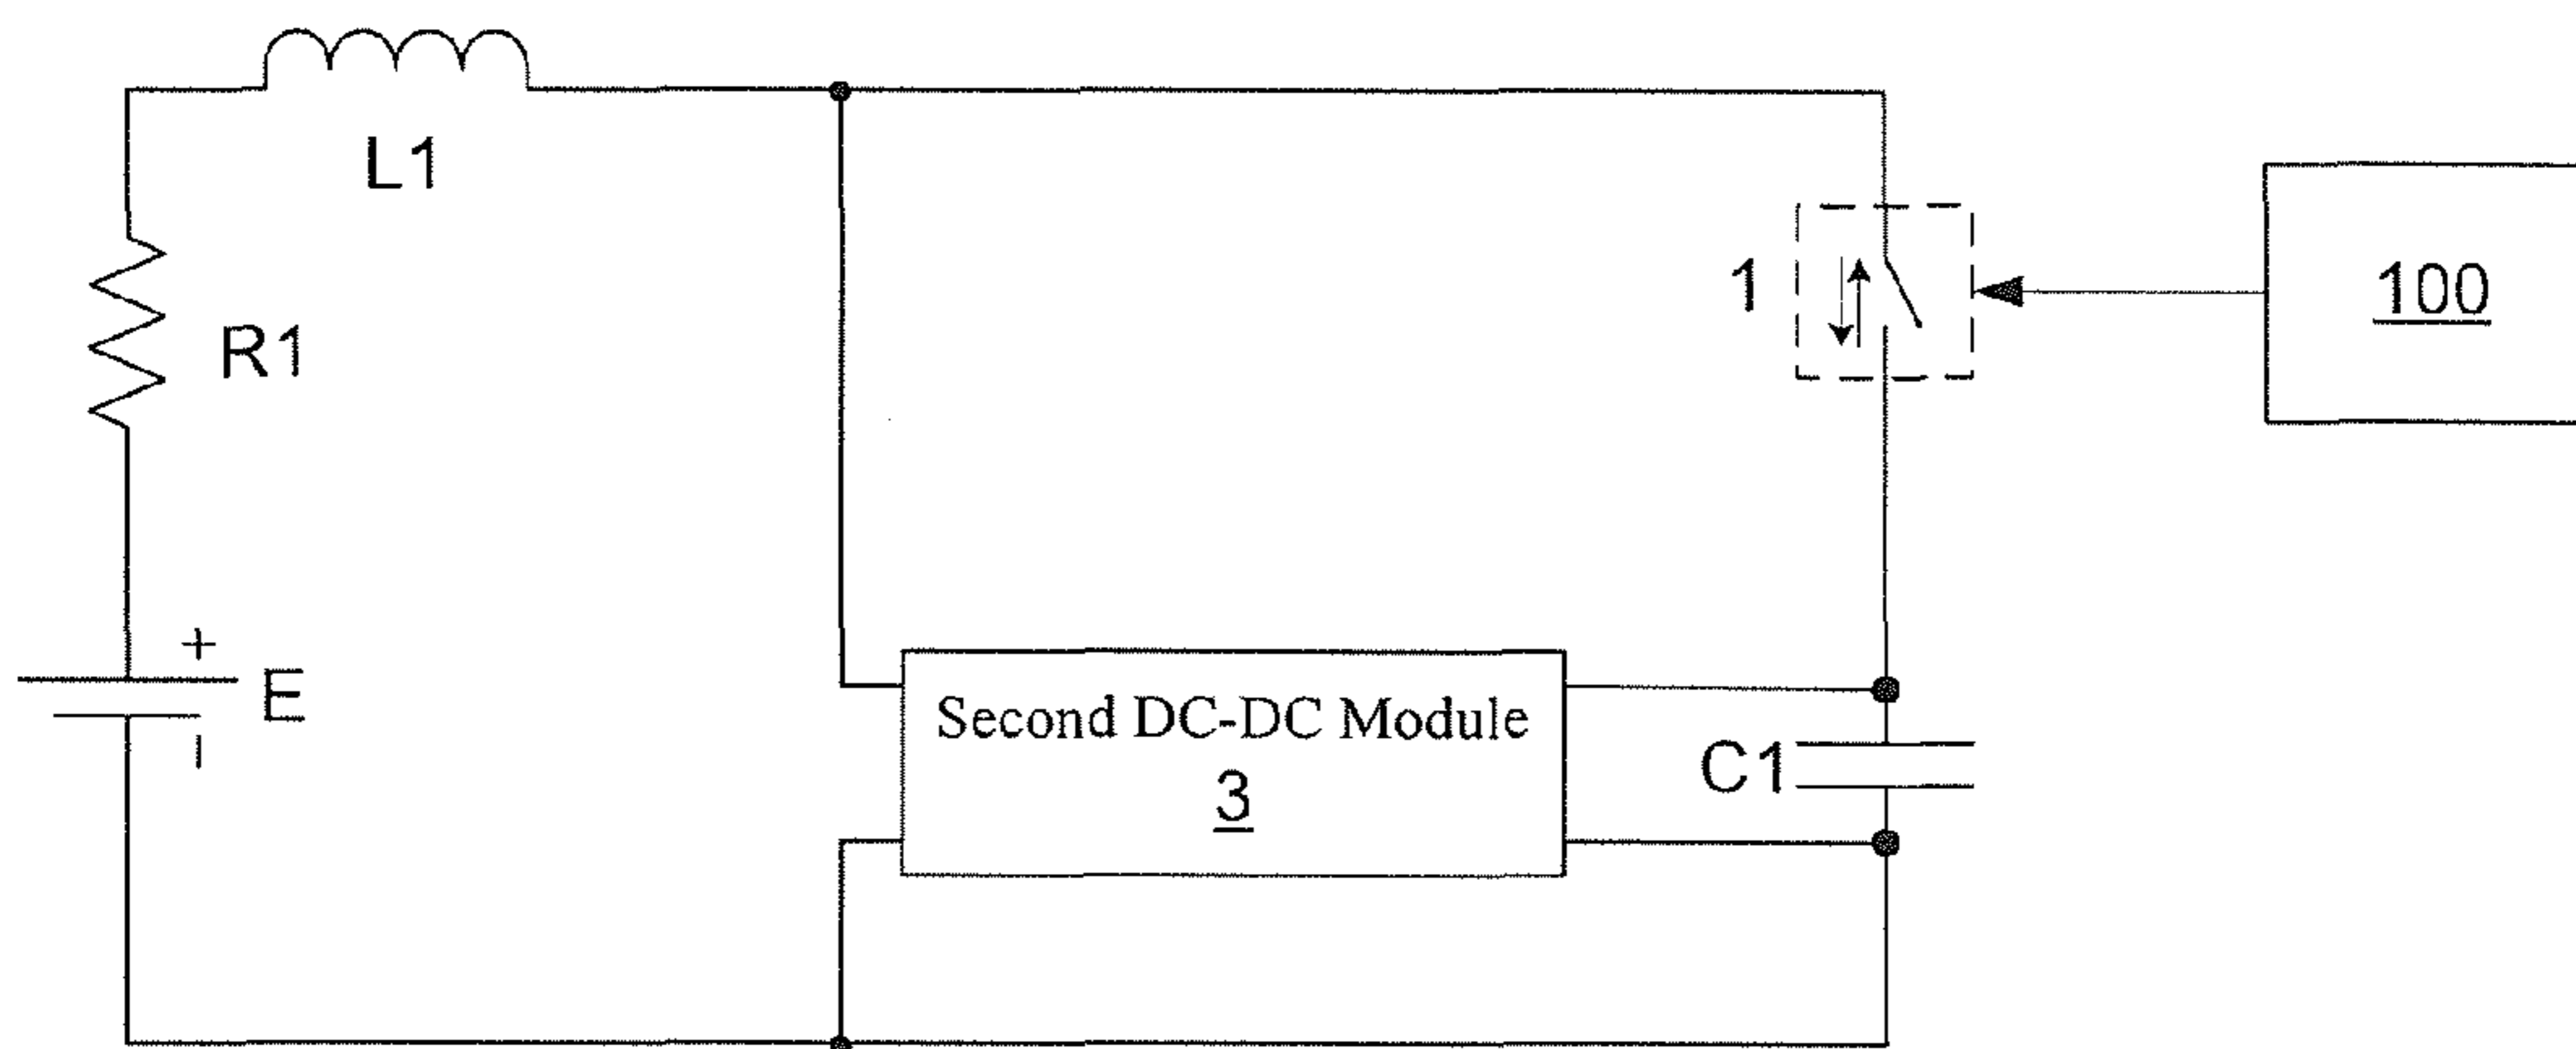 L1
R1
1
100
+
E
-
Second DC-DC Module
3
C1